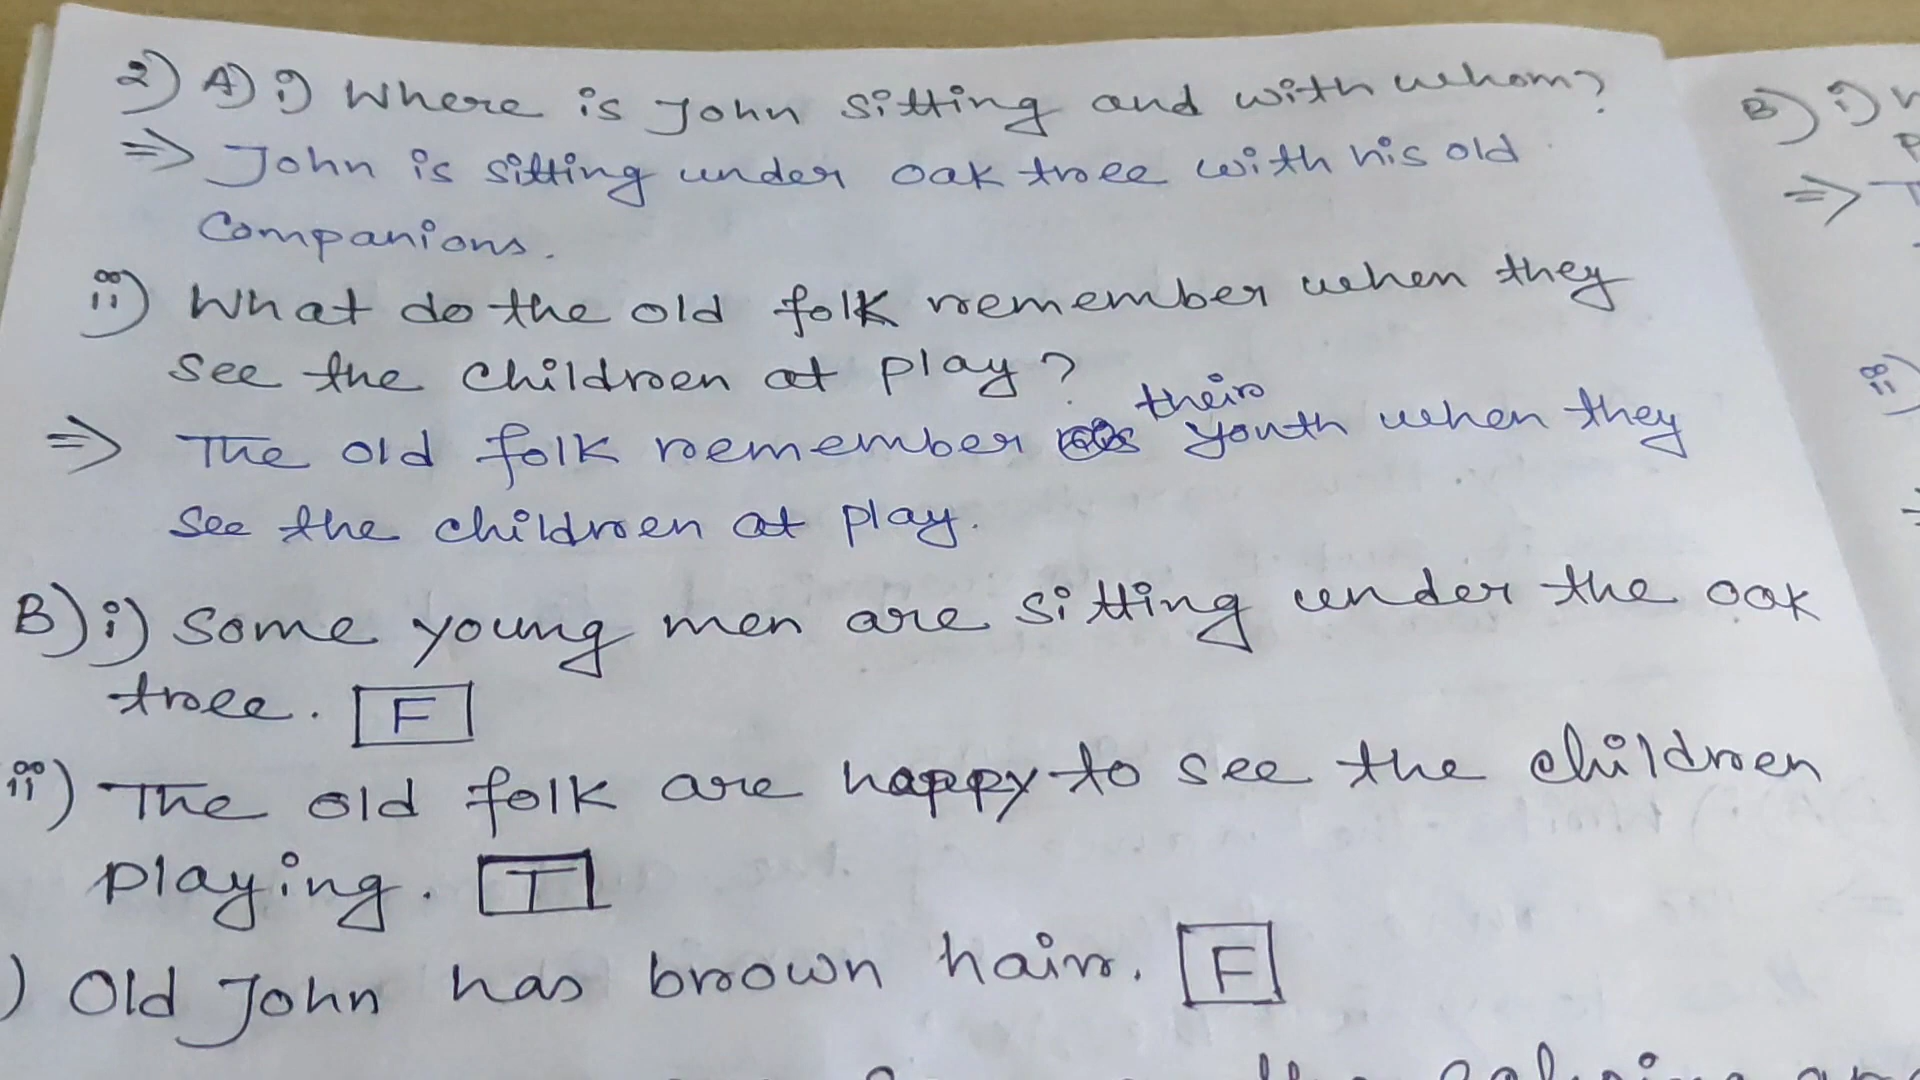 2) A) i) Where is John sitting and with whom?
⇒ John is sitting under oak tree with his old
Companions.
ii) What do the old folk remember when they
see the children at play?
⇒ The old folk remember their youth when they
see the children at play.
B) i) Some young men are sitting under the oak
tree. F
ii) The old folk are happy to see the children
playing. T
) Old John has brown hair. F
B) i)
⇒
ii)